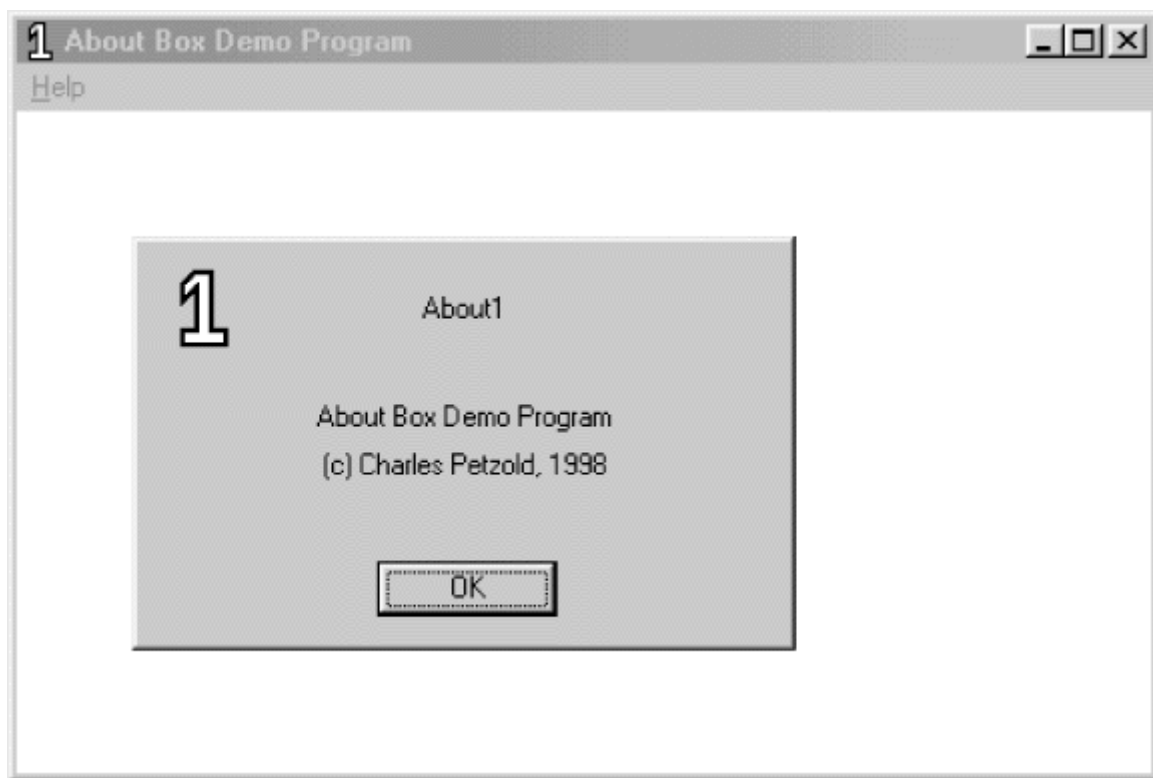 1 About Box Demo Program
Help
1
About1
About Box Demo Program
(c) Charles Petzold, 1998
OK